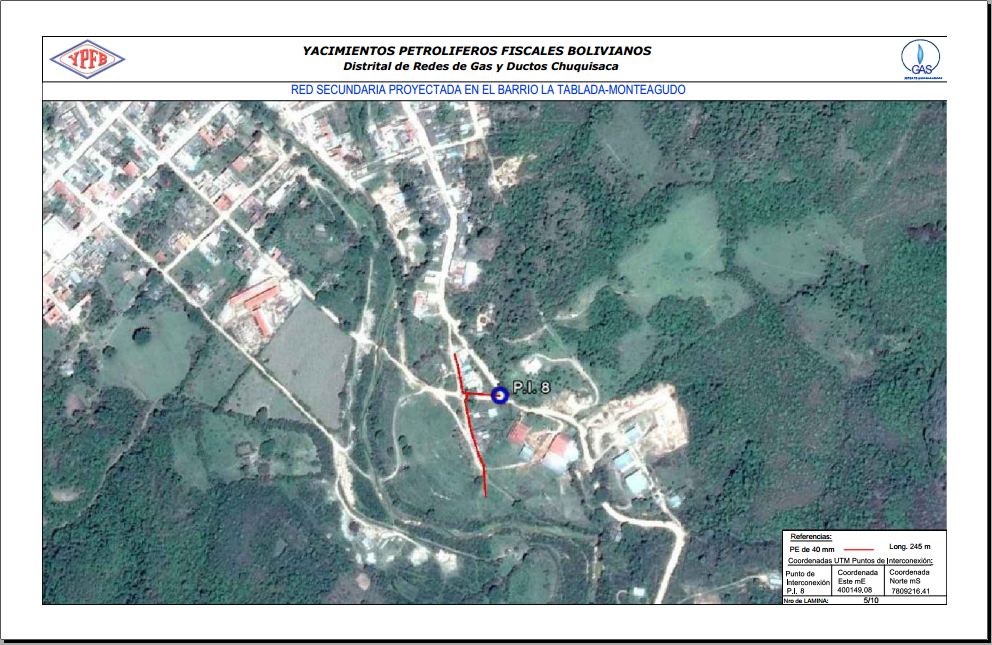 YPFB
YACIMIENTOS PETROLIFEROS FISCALES BOLIVIANOS
Distrital de Redes de Gas y Ductos Chuquisaca
GAS
RED SECUNDARIA PROYECTADA EN EL BARRIO LA TABLADA-MONTEAGUDO
P.I. 8
Referencias:
PE de 40 mm Long. 245 m
Coordenadas UTM Puntos de Interconexión:
Punto de Interconexión Coordenada Este mE Coordenada Norte mS
P.I. 8 400149.08 7809216.41
Nro de LAMINA: 5/10